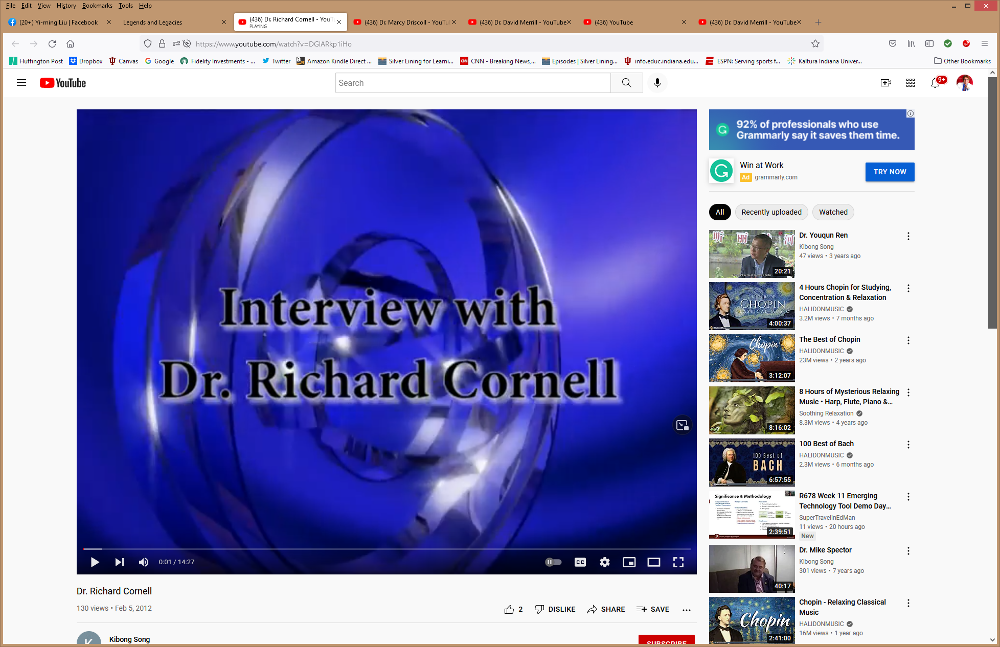 File Edit View History Bookmarks Tools Help
(20+) Yi-ming Liu | Facebook
Legends and Legacies
(436) Dr. Richard Cornell - YouTu
PLAYING
(436) Dr. Marcy Driscoll - YouTul
(436) Dr. David Merrill - YouTube
(436) YouTube
(436) Dr. David Merrill - YouTube
https://www.youtube.com/watch?v=DGlARkp1iHo
Huffington Post Dropbox Canvas Google Fidelity Investments - ... Twitter Amazon Kindle Direct ... Silver Lining for Learni... CNN - Breaking News,... Episodes | Silver Lining... info.educ.indiana.edu... ESPN: Serving sports f... Kaltura Indiana Univer... Other Bookmarks
YouTube
Search
9+
Interview with
Dr. Richard Cornell
0:01 / 14:27
CC
Dr. Richard Cornell
130 views • Feb 5, 2012
2 DISLIKE SHARE SAVE
K
Kibong Song
SUBSCRIBE
92% of professionals who use
Grammarly say it saves them time.
Win at Work
Ad grammarly.com
TRY NOW
All Recently uploaded Watched
20:21
Dr. Youqun Ren
Kibong Song
47 views • 3 years ago
4 HOURS OF
CHOPIN
CLASSICAL MUSIC
4:00:37
4 Hours Chopin for Studying,
Concentration & Relaxation
HALIDONMUSIC
3.2M views • 7 months ago
Chopin
3:12:07
The Best of Chopin
HALIDONMUSIC
23M views • 2 years ago
8:16:02
8 Hours of Mysterious Relaxing
Music • Harp, Flute, Piano &...
Soothing Relaxation
8.3M views • 4 years ago
100 Best of
BACH
6:57:55
100 Best of Bach
HALIDONMUSIC
2.3M views • 6 months ago
Significance & Methodology
2:39:51
R678 Week 11 Emerging
Technology Tool Demo Day...
SuperTravelinEdMan
11 views • 20 hours ago
New
40:17
Dr. Mike Spector
Kibong Song
301 views • 7 years ago
Chopin
2:41:00
Chopin - Relaxing Classical
Music
HALIDONMUSIC
16M views • 1 year ago